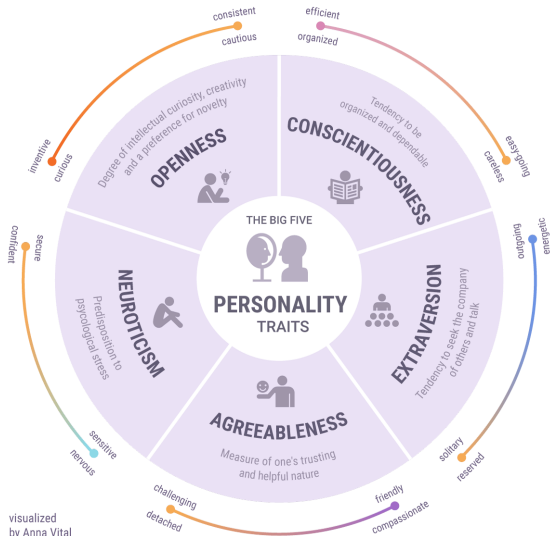 consistent
cautious
efficient
organized
inventive
curious
Degree of intellectual curiosity, creativity
and a preference for novelty
OPENNESS
Tendency to be
organized and dependable
CONSCIENTIOUSNESS
easy-going
careless
THE BIG FIVE
PERSONALITY
TRAITS
confident
secure
NEUROTICISM
Predisposition to
psycological stress
sensitive
nervous
energetic
outgoing
EXTRAVERSION
Tendency to seek the company
of others and talk
solitary
reserved
AGREEABLENESS
Measure of one's trusting
and helpful nature
challenging
detached
friendly
compassionate
visualized
by Anna Vital